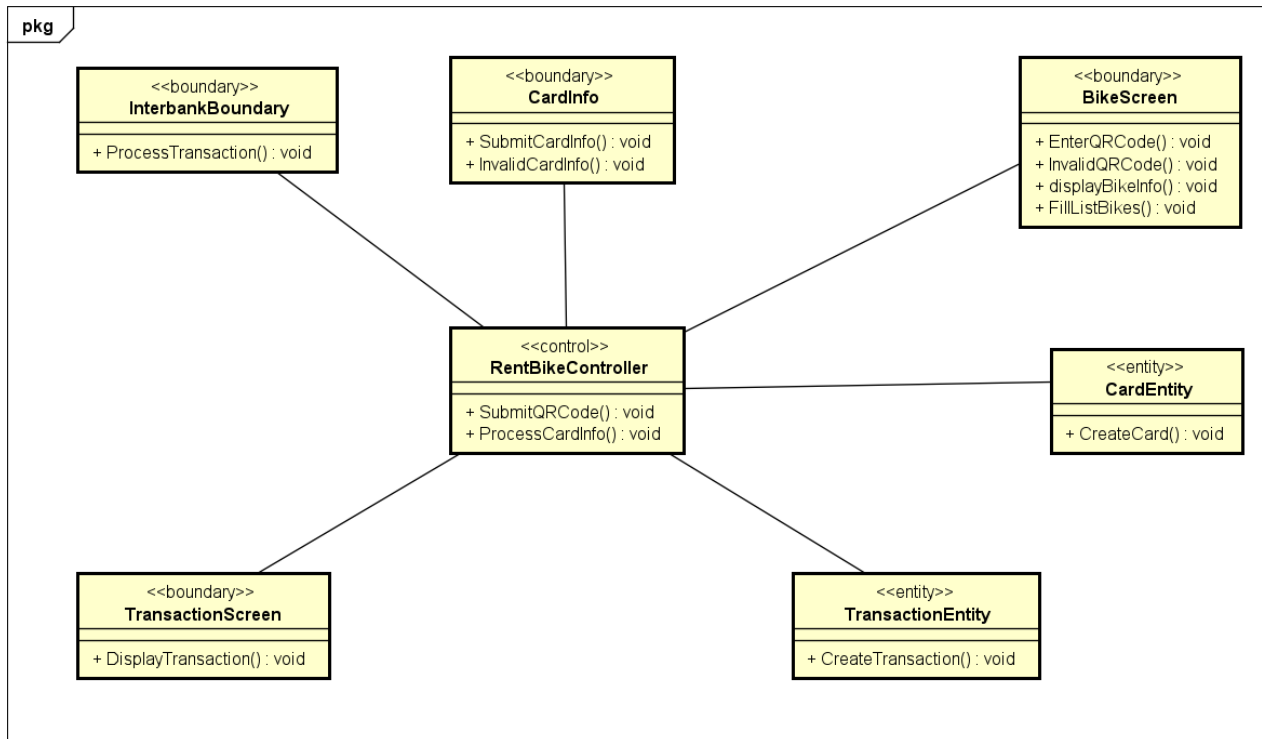 pkg
<<boundary>>
InterbankBoundary
+ ProcessTransaction() : void
<<boundary>>
CardInfo
+ SubmitCardInfo() : void
+ InvalidCardInfo() : void
<<boundary>>
BikeScreen
+ EnterQRCode() : void
+ InvalidQRCode() : void
+ displayBikeInfo() : void
+ FillListBikes() : void
<<control>>
RentBikeController
+ SubmitQRCode() : void
+ ProcessCardInfo() : void
<<entity>>
CardEntity
+ CreateCard() : void
<<boundary>>
TransactionScreen
+ DisplayTransaction() : void
<<entity>>
TransactionEntity
+ CreateTransaction() : void